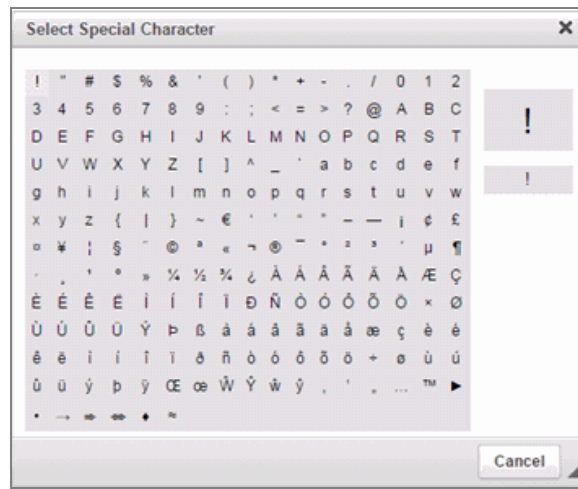 Select Special Character ×
! " # $ % & ' ( ) * + - . / 0 1 2
3 4 5 6 7 8 9 : ; < = > ? @ A B C
D E F G H I J K L M N O P Q R S T
U V W X Y Z [ ] ^ _ ` a b c d e f
g h i j k l m n o p q r s t u v w
x y z { | } ~ € ‘ ’ “ ” – — ¡ ¢ £
¤ ¥ ¦ § ¨ © ª « ¬ ® ¯ ° ² ³ ´ µ ¶
· ¸ ¹ º » ¼ ½ ¾ ¿ À Á Â Ã Ä Å Æ Ç
È É Ê Ë Ì Í Î Ï Ð Ñ Ò Ó Ô Õ Ö × Ø
Ù Ú Û Ü Ý Þ ß à á â ã ä å æ ç è é
ê ë ì í î ï ð ñ ò ó ô õ ö ÷ ø ù ú
û ü ý þ ÿ Œ œ Ŵ Ŷ ŵ ŷ ‚ ‛ „ … ™ ►
• → ⇒ ⇔ ♦ ≈
!
!
Cancel